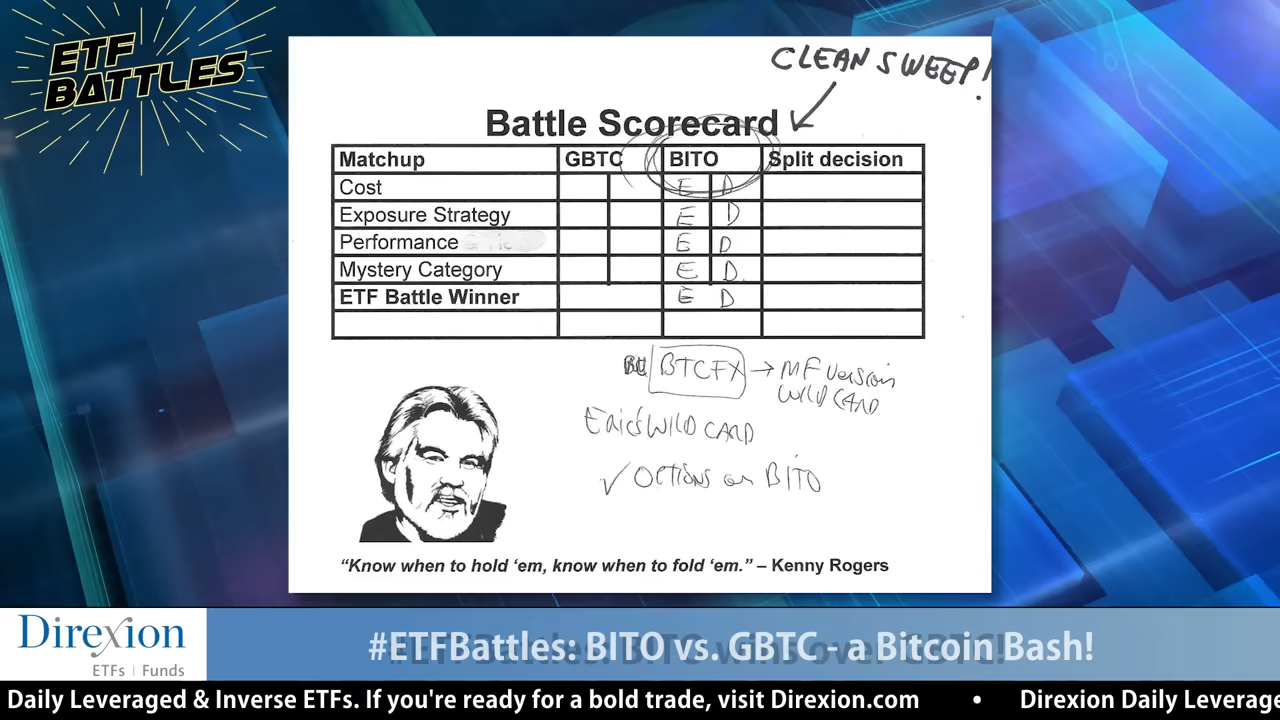 ETF
BATTLES
CLEAN SWEEP!
Battle Scorecard
Matchup GBTC BITO Split decision
Cost E D
Exposure Strategy E D
Performance E D
Mystery Category E D
ETF Battle Winner E D
BTCFX → MF version
WILD CARD
Eric's WILD CARD
✓ OPTIONS on BITO
“Know when to hold ‘em, know when to fold ‘em.” – Kenny Rogers
Direxion
ETFs | Funds
#ETFBattles: BITO vs. GBTC - a Bitcoin Bash!
Daily Leveraged & Inverse ETFs. If you're ready for a bold trade, visit Direxion.com • Direxion Daily Leverage